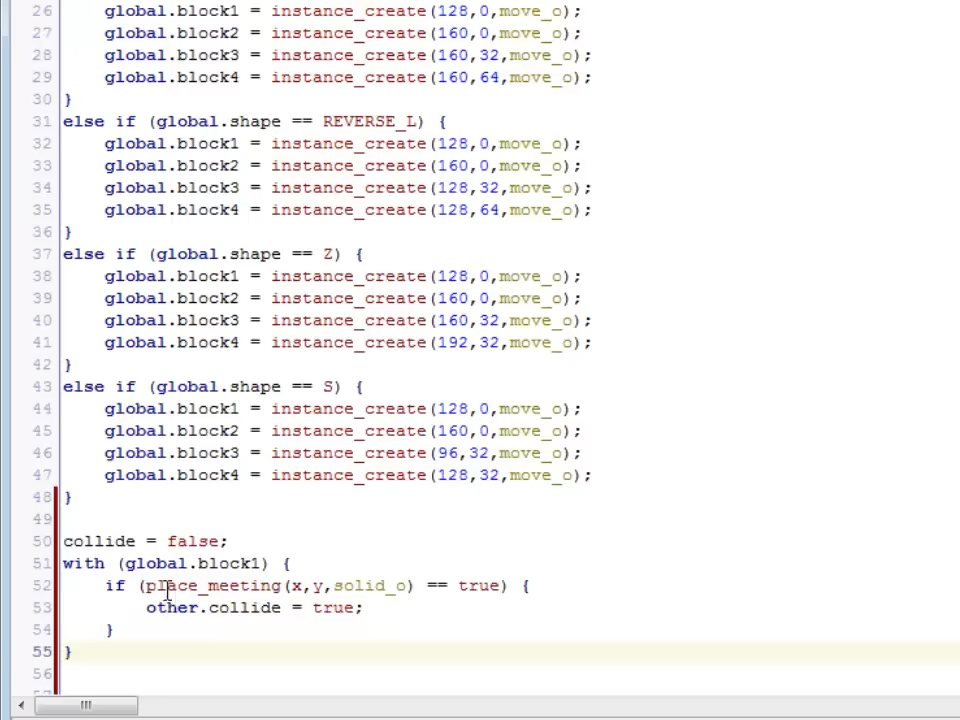 26 global.block1 = instance_create(128,0,move_o);
27 global.block2 = instance_create(160,0,move_o);
28 global.block3 = instance_create(160,32,move_o);
29 global.block4 = instance_create(160,64,move_o);
30 }
31 else if (global.shape == REVERSE_L) {
32 global.block1 = instance_create(128,0,move_o);
33 global.block2 = instance_create(160,0,move_o);
34 global.block3 = instance_create(128,32,move_o);
35 global.block4 = instance_create(128,64,move_o);
36 }
37 else if (global.shape == Z) {
38 global.block1 = instance_create(128,0,move_o);
39 global.block2 = instance_create(160,0,move_o);
40 global.block3 = instance_create(160,32,move_o);
41 global.block4 = instance_create(192,32,move_o);
42 }
43 else if (global.shape == S) {
44 global.block1 = instance_create(128,0,move_o);
45 global.block2 = instance_create(160,0,move_o);
46 global.block3 = instance_create(96,32,move_o);
47 global.block4 = instance_create(128,32,move_o);
48 }
49
50 collide = false;
51 with (global.block1) {
52 if (place_meeting(x,y,solid_o) == true) {
53 other.collide = true;
54 }
55 }
56